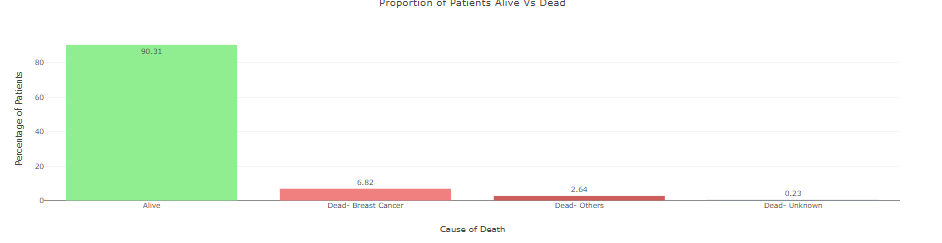 Proportion of Patients Alive Vs Dead
Percentage of Patients
80
60
40
20
0
90.31
6.82
2.64
0.23
Alive
Dead- Breast Cancer
Dead- Others
Dead- Unknown
Cause of Death